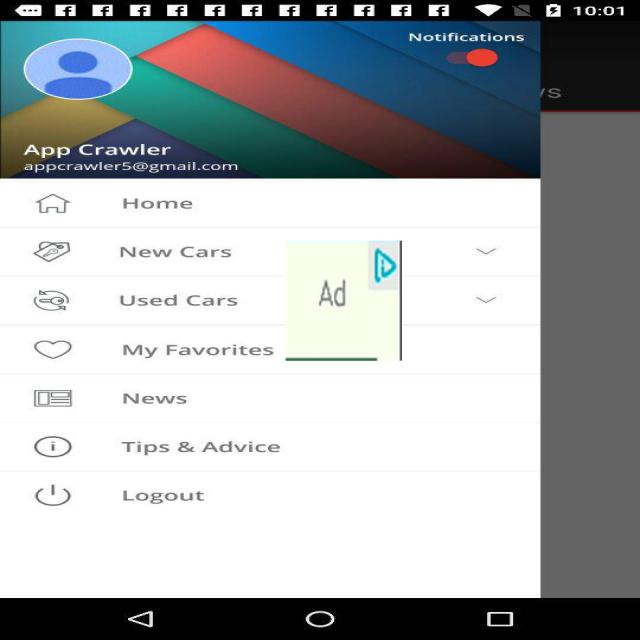 10:01
Notifications
App Crawler
appcrawler5@gmail.com
Home
New Cars
Used Cars
Ad
My Favorites
News
Tips & Advice
Logout